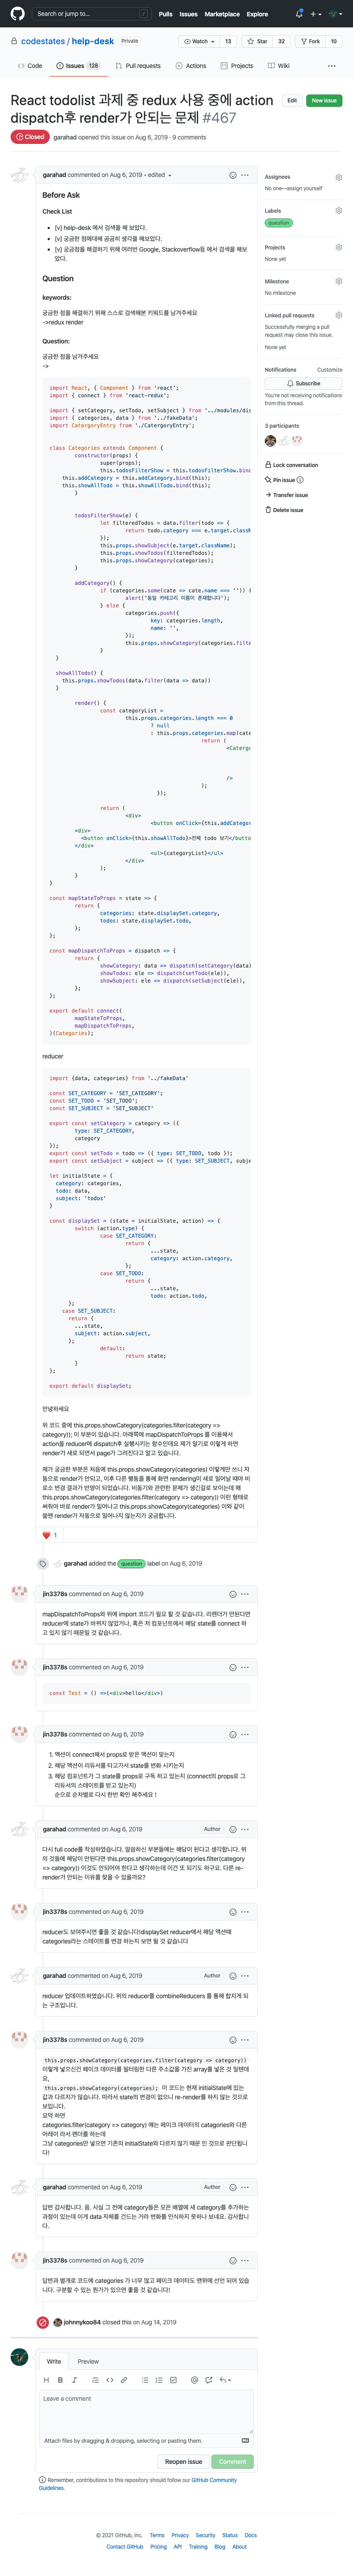 Search or jump to...
/
Pulls Issues Marketplace Explore
codestates / help-desk Private
Watch 13 Star 32 Fork 10
Code Issues 128 Pull requests Actions Projects Wiki ...
React todolist 과제 중 redux 사용 중에 action
dispatch후 render가 안되는 문제 #467
Edit New issue
Closed garahad opened this issue on Aug 6, 2019 · 9 comments
garahad commented on Aug 6, 2019 • edited
Before Ask
Check List
• [v] help-desk 에서 검색을 해 보았다.
• [v] 궁금한 점에대해 곰곰히 생각을 해보았다.
• [v] 궁금점을 해결하기 위해 여러번 Google, Stackoverflow등 에서 검색을 해보
았다.
Question
keywords:
궁금한 점을 해결하기 위해 스스로 검색해본 키워드를 남겨주세요
->redux render
Question:
궁금한 점을 남겨주세요
->
import React, { Component } from 'react';
import { connect } from 'react-redux';
import { setCategory, setTodo, setSubject } from '../modules/di
import { categories, data } from '../fakeData';
import CatergoryEntry from './CatergoryEntry';
class Categories extends Component {
constructor(props) {
super(props);
this.todosFilterShow = this.todosFilterShow.bin
this.addCategory = this.addCategory.bind(this);
this.showAllTodo = this.showAllTodo.bind(this);
}
todosFilterShow(e) {
let filteredTodos = data.filter(todo => {
return todo.category === e.target.classN
});
this.props.showSubject(e.target.className);
this.props.showTodos(filteredTodos);
this.props.showCategory(categories);
}
addCategory() {
if (categories.some(cate => cate.name === '')) {
alert('동일 카테고리 이름이 존재합니다');
} else {
categories.push({
key: categories.length,
name: '',
});
this.props.showCategory(categories.filte
}
}
showAllTodo() {
this.props.showTodos(data.filter(data => data))
}
render() {
const categoryList =
this.props.categories.length === 0
? null
: this.props.categories.map(cate
return (
<Caterg
/>
);
});
return (
<div>
<button onClick={this.addCategor
<div>
<button onClick={this.showAllTodo}>전체 todo 보기</button
</div>
<ul>{categoryList}</ul>
</div>
);
}
}
const mapStateToProps = state => {
return {
categories: state.displaySet.category,
todos: state.displaySet.todo,
};
};
const mapDispatchToProps = dispatch => {
return {
showCategory: data => dispatch(setCategory(data)
showTodos: ele => dispatch(setTodo(ele)),
showSubject: ele => dispatch(setSubject(ele)),
};
};
export default connect(
mapStateToProps,
mapDispatchToProps,
)(Categories);
reducer
import {data, categories} from '../fakeData'
const SET_CATEGORY = 'SET_CATEGORY';
const SET_TODO = 'SET_TODO';
const SET_SUBJECT = 'SET_SUBJECT'
export const setCategory = category => ({
type: SET_CATEGORY,
category
});
export const setTodo = todo => ({ type: SET_TODO, todo });
export const setSubject = subject => ({ type: SET_SUBJECT, subje
let initialState = {
category: categories,
todo: data,
subject: 'todos'
}
const displaySet = (state = initialState, action) => {
switch (action.type) {
case SET_CATEGORY:
return {
...state,
category: action.category,
};
case SET_TODO:
return {
...state,
todo: action.todo,
};
case SET_SUBJECT:
return {
...state,
subject: action.subject,
};
default:
return state;
}
};
export default displaySet;
안녕하세요
위 코드 중에 this.props.showCategory(categories.filter(category =>
category)); 이 부분이 있습니다. 아래쪽에 mapDispatchToProps 를 이용해서
action을 reducer에 dispatch후 실행시키는 함수인데요 제가 알기로 이렇게 하면
render가 새로 되면서 page가 그려진다고 알고 있습니다.
제가 궁금한 부분은 처음에 this.props.showCategory(categories) 이렇게만 쓰니 자
동으로 render가 안되고, 이후 다른 행동을 통해 화면 rendering이 새로 일어날 때야 비
로소 변경 결과가 반영이 되었습니다. 비동기와 관련한 문제가 생긴걸로 보이는데 왜
this.props.showCategory(categories.filter(category => category)) 이런 형태로
써줘야 바로 render가 일어나고 this.props.showCategory(categories) 이와 같이
쓸땐 render가 자동으로 일어나지 않는지가 궁금합니다.
❤️ 1
garahad added the question label on Aug 6, 2019
jin3378s commented on Aug 6, 2019
mapDispatchToProps와 위에 import 코드가 필요 할 것 같습니다. 리렌더가 안된다면
reducer에 state가 바뀌지 않았거나, 혹은 저 컴포넌트에서 해당 state를 connect 하
고 있지 않기 때문일 것 같습니다.
jin3378s commented on Aug 6, 2019
const Test = () =>(<div>hello</div>)
jin3378s commented on Aug 6, 2019
1. 액션이 connect해서 props로 받은 액션이 맞는지
2. 해당 액션이 리듀서를 타고가서 state를 변화 시키는지
3. 해당 컴포넌트가 그 state를 props로 구독 하고 있는지 (connect의 props로 그
리듀서의 스테이트를 받고 있는지)
순으로 순차별로 다시 한번 확인 해주세요 !
garahad commented on Aug 6, 2019 Author
다시 full code를 작성하였습니다. 말씀하신 부분들에는 해당이 된다고 생각합니다. 위
의 것들에 해당이 안된다면 this.props.showCategory(categories.filter(category
=> category)) 이것도 안되어야 한다고 생각하는데 이건 또 되기도 하구요. 다른 re-
render가 안되는 이유를 찾을 수 있을까요?
jin3378s commented on Aug 6, 2019
reducer도 보여주시면 좋을 것 같습니다!displaySet reducer에서 해당 액션때
categories라는 스테이트를 변경 하는지 보면 될 것 같습니다
garahad commented on Aug 6, 2019 Author
reducer 업데이트하였습니다. 위의 reducer를 combineReducers 를 통해 합치게 되
는 구조입니다.
jin3378s commented on Aug 6, 2019
this.props.showCategory(categories.filter(category => category))
이렇게 넣으신건 페이크 데이터를 필터링한 다른 주소값을 가진 array를 넣은 것 일텐데
요,
this.props.showCategory(categories); 이 코드는 현재 initialState에 있는
값과 다르지가 않습니다. 따라서 state의 변경이 없으니 re-render를 하지 않는 것으로
보입니다.
요약 하면
categories.filter(category => category) 얘는 페이크 데이터의 catagories와 다른
어레이 라서 랜더를 하는데
그냥 categories만 넣으면 기존의 initialState와 다르지 않기 때문 인 것으로 판단됩니
다!
garahad commented on Aug 6, 2019 Author
답변 감사합니다. 음. 사실 그 전에 category들은 모은 배열에 새 category를 추가하는
과정이 있는데 이게 data 자체를 건드는 거라 변화를 인식하지 못하나 보네요. 감사합니
다.
jin3378s commented on Aug 6, 2019
답변과 별개로 코드에 categories 가 너무 많고 페이크 데이터도 맨위에 선언 되어 있습
니다. 구분할 수 있는 뭔가가 있으면 좋을 것 같습니다!
johnnykoo84 closed this on Aug 14, 2019
Write Preview
Leave a comment
Attach files by dragging & dropping, selecting or pasting them.
Reopen issue Comment
Remember, contributions to this repository should follow our GitHub Community
Guidelines.
Assignees
No one—assign yourself
Labels
question
Projects
None yet
Milestone
No milestone
Linked pull requests
Successfully merging a pull
request may close this issue.
None yet
Notifications Customize
Subscribe
You're not receiving notifications
from this thread.
3 participants
Lock conversation
Pin issue
Transfer issue
Delete issue
© 2021 GitHub, Inc. Terms Privacy Security Status Docs
Contact GitHub Pricing API Training Blog About